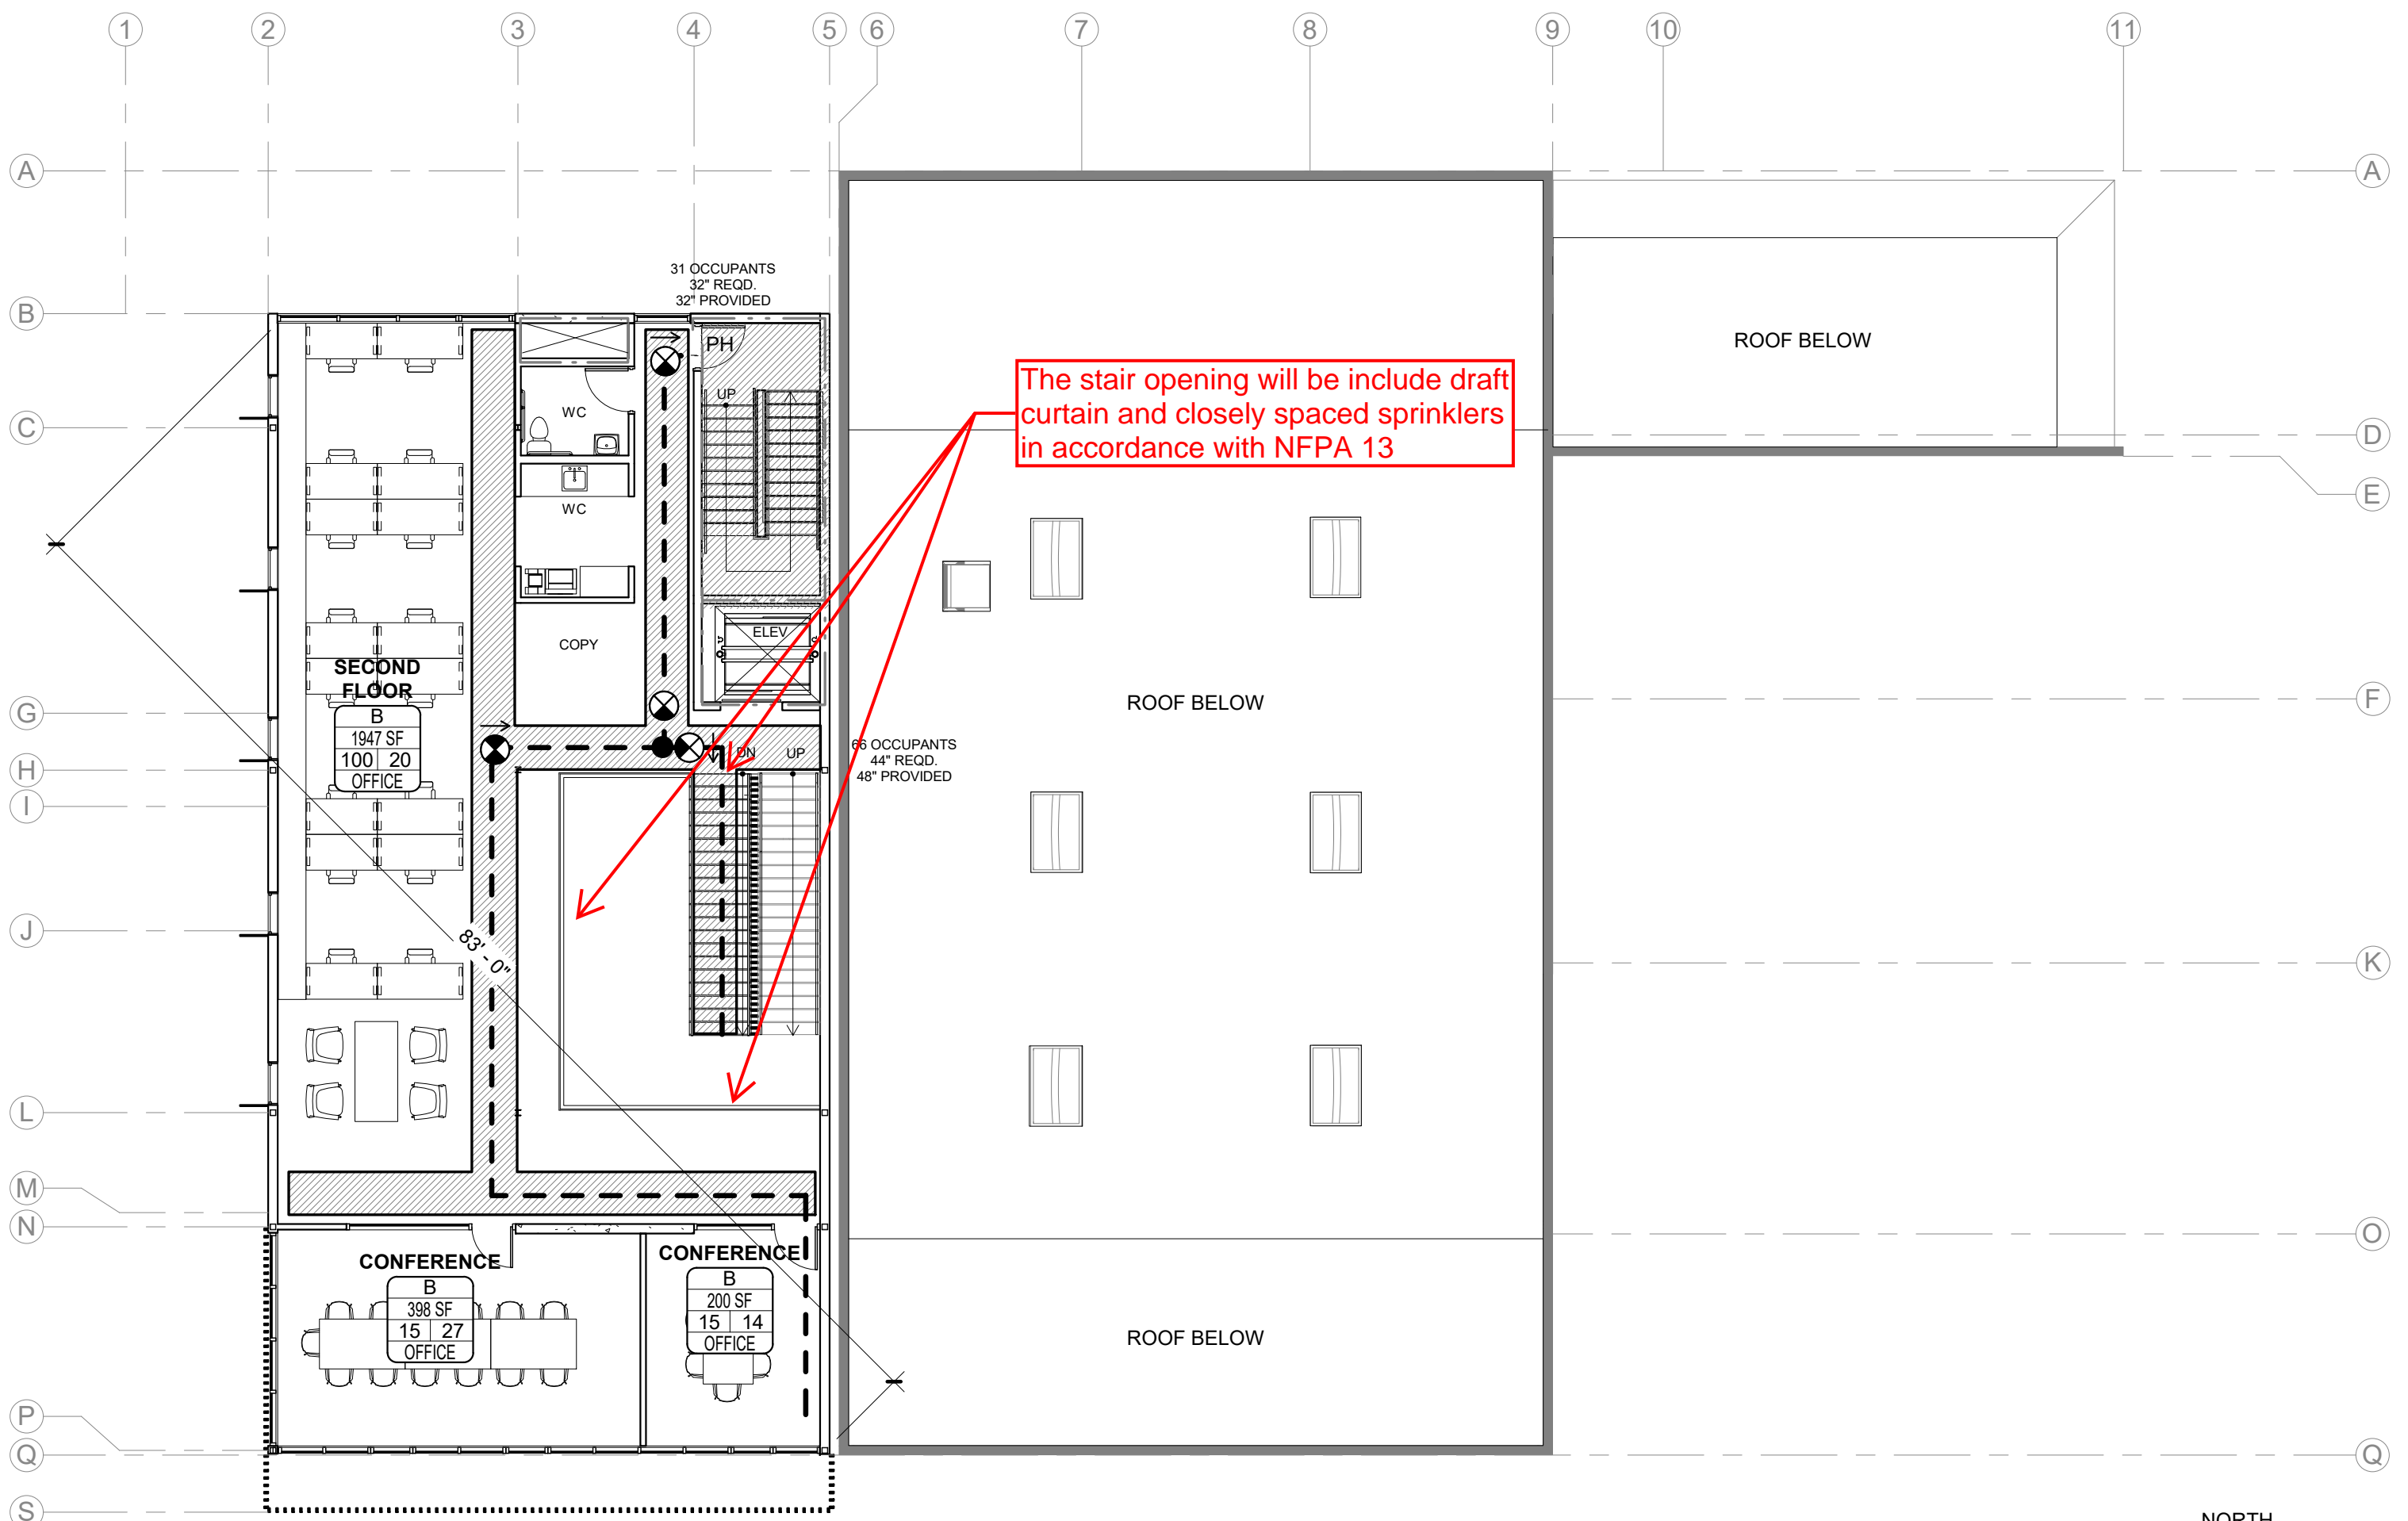 1 2 3 4 5 6 7 8 9 10 11
A A
31 OCCUPANTS
32" REQD.
32" PROVIDED
B
PH
ROOF BELOW
The stair opening will be include draft
curtain and closely spaced sprinklers
in accordance with NFPA 13
UP
WC
C
D
E
WC
ELEV
COPY
SECOND
FLOOR
B
1947 SF
100 20
OFFICE
G
F
ROOF BELOW
DN UP
66 OCCUPANTS
44" REQD.
48" PROVIDED
H
I
J
83' - 0"
K
L
M
N
O
CONFERENCE
B
398 SF
15 27
OFFICE
CONFERENCE
B
200 SF
15 14
OFFICE
ROOF BELOW
P
Q Q
S
NORTH